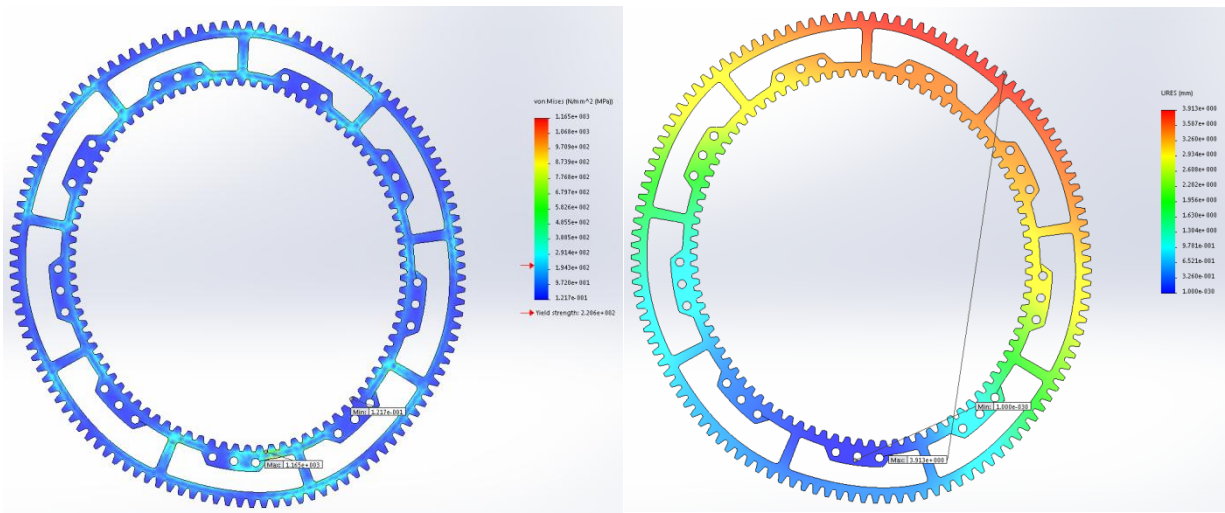 von Mises (N/mm^2 (MPa))
1.165e+003
1.068e+003
9.709e+002
8.739e+002
7.768e+002
6.797e+002
5.826e+002
4.855e+002
3.885e+002
2.914e+002
1.943e+002
9.720e+001
1.217e-001
Yield strength: 2.206e+002
Min: 1.217e-001
Max: 1.165e+003
URES (mm)
3.913e+000
3.587e+000
3.260e+000
2.934e+000
2.608e+000
2.282e+000
1.956e+000
1.630e+000
1.304e+000
9.781e-001
6.521e-001
3.260e-001
1.000e-030
Min: 1.000e-030
Max: 3.913e+000